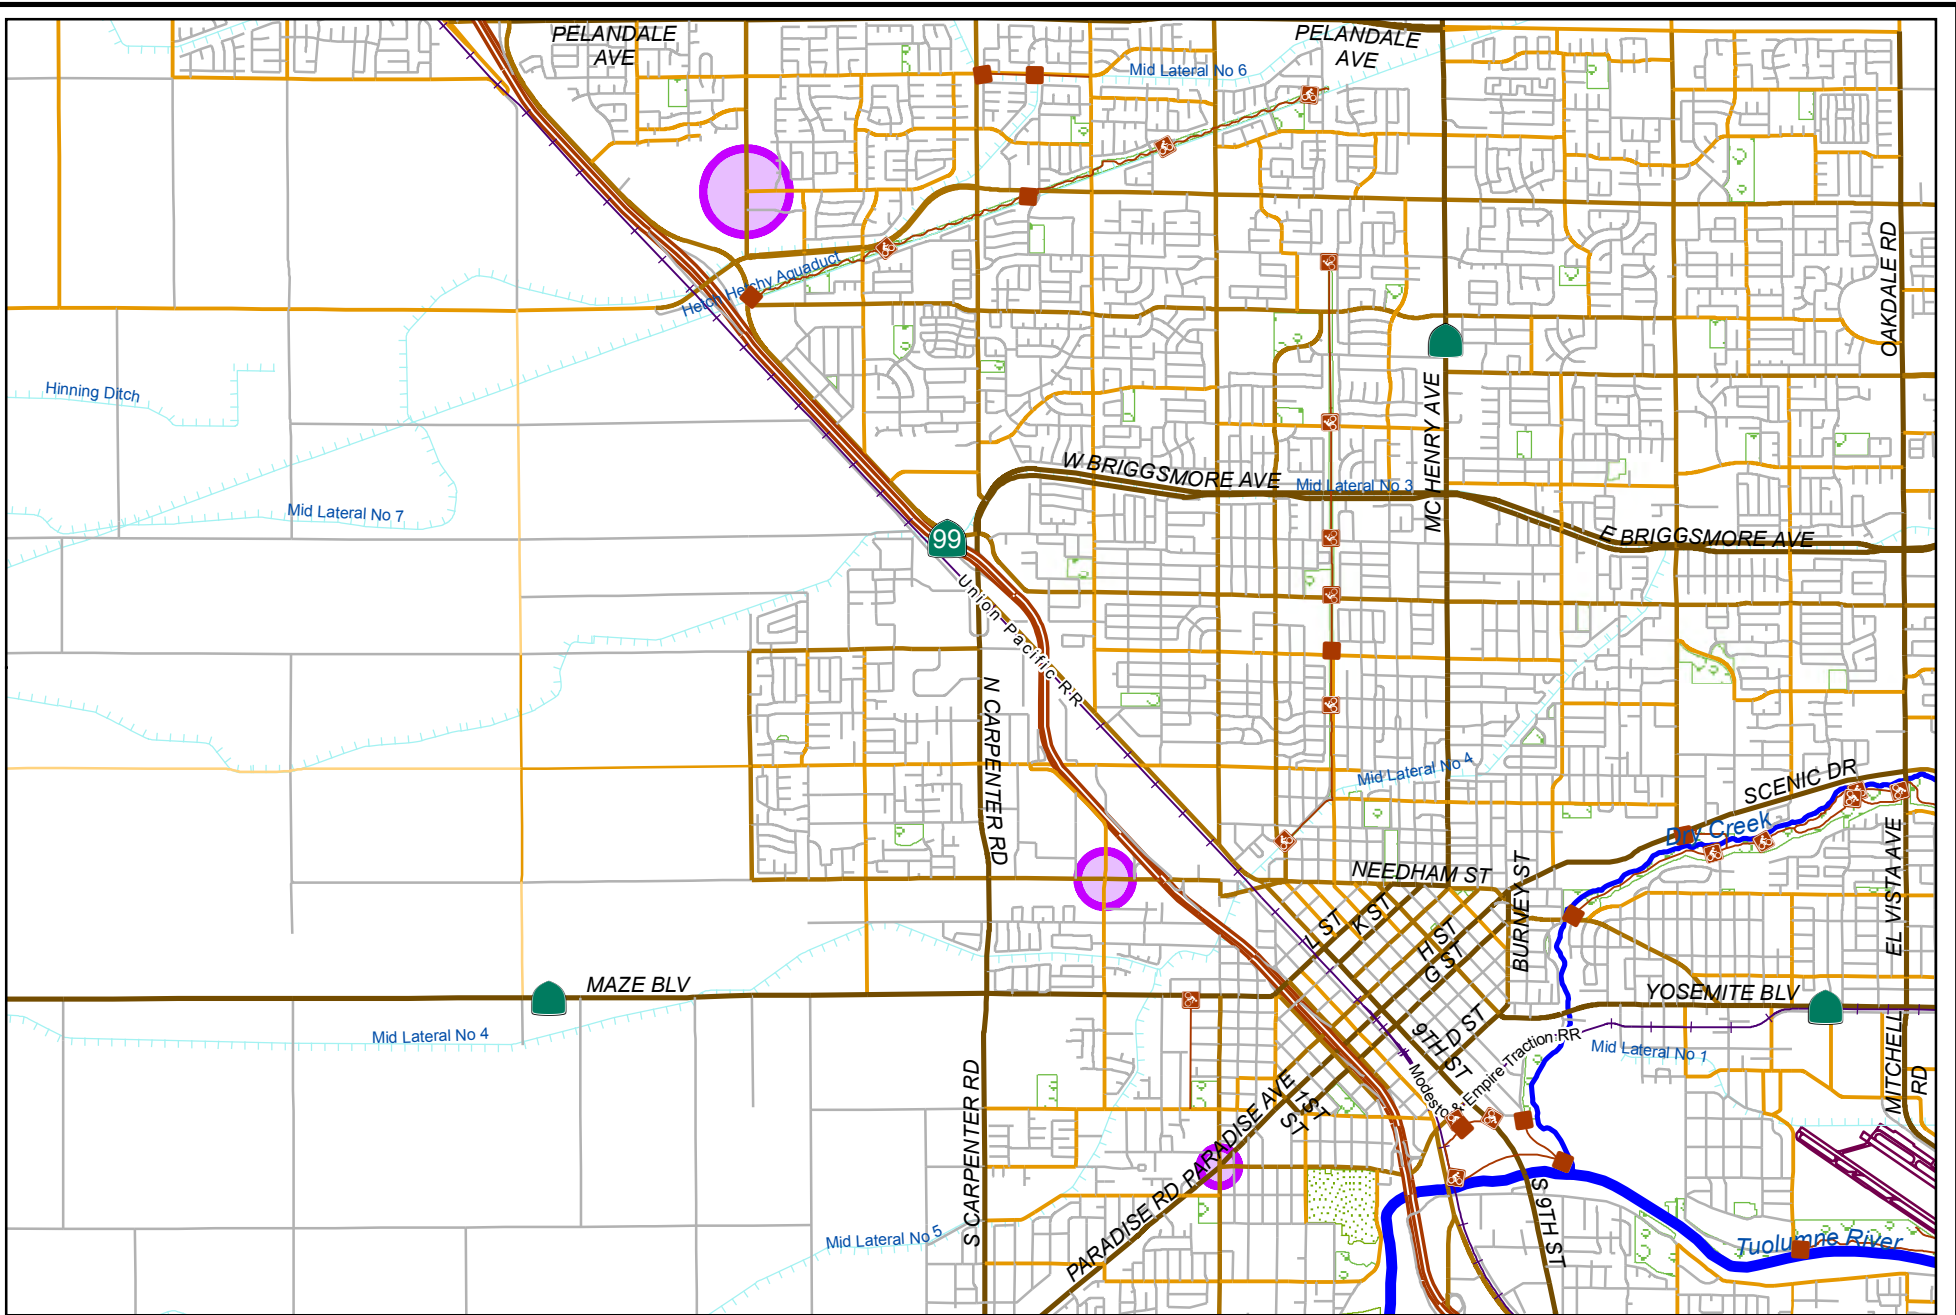 PELANDALE
AVE
PELANDALE
AVE
Mid Lateral No 6
OAKDALE RD
Hetch Hetchy Aquaduct
Hinning Ditch
MC HENRY AVE
W BRIGGSMORE AVE
Mid Lateral No 3
Mid Lateral No 7
99
E BRIGGSMORE AVE
Union Pacific RR
N CARPENTER RD
Mid Lateral No 4
SCENIC DR
Dry Creek
NEEDHAM ST
BURNEY ST
EL VISTA AVE
L ST
K ST
H ST
G ST
MAZE BLV
YOSEMITE BLV
Mid Lateral No 4
D ST
9TH ST
Modesto & Empire Traction RR
Mid Lateral No 1
MITCHELL
RD
S CARPENTER RD
PARADISE AVE
1ST
ST
PARADISE RD
S 9TH ST
Mid Lateral No 5
Tuolumne River